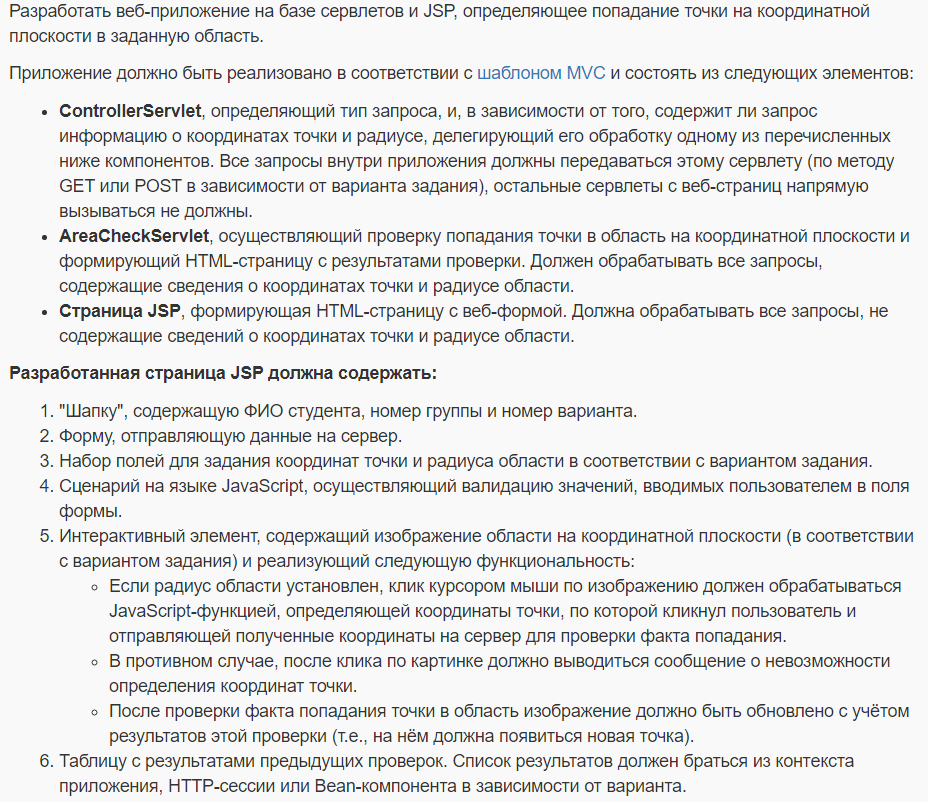 Разработать веб-приложение на базе сервлетов и JSP, определяющее попадание точки на координатной
плоскости в заданную область.
Приложение должно быть реализовано в соответствии с шаблоном MVC и состоять из следующих элементов:
• ControllerServlet, определяющий тип запроса, и, в зависимости от того, содержит ли запрос
информацию о координатах точки и радиусе, делегирующий его обработку одному из перечисленных
ниже компонентов. Все запросы внутри приложения должны передаваться этому сервлету (по методу
GET или POST в зависимости от варианта задания), остальные сервлеты с веб-страниц напрямую
вызываться не должны.
• AreaCheckServlet, осуществляющий проверку попадания точки в область на координатной плоскости и
формирующий HTML-страницу с результатами проверки. Должен обрабатывать все запросы,
содержащие сведения о координатах точки и радиусе области.
• Страница JSP, формирующая HTML-страницу с веб-формой. Должна обрабатывать все запросы, не
содержащие сведений о координатах точки и радиусе области.
Разработанная страница JSP должна содержать:
1. "Шапку", содержащую ФИО студента, номер группы и номер варианта.
2. Форму, отправляющую данные на сервер.
3. Набор полей для задания координат точки и радиуса области в соответствии с вариантом задания.
4. Сценарий на языке JavaScript, осуществляющий валидацию значений, вводимых пользователем в поля
формы.
5. Интерактивный элемент, содержащий изображение области на координатной плоскости (в соответствии
с вариантом задания) и реализующий следующую функциональность:
◦ Если радиус области установлен, клик курсором мыши по изображению должен обрабатываться
JavaScript-функцией, определяющей координаты точки, по которой кликнул пользователь и
отправляющей полученные координаты на сервер для проверки факта попадания.
◦ В противном случае, после клика по картинке должно выводиться сообщение о невозможности
определения координат точки.
◦ После проверки факта попадания точки в область изображение должно быть обновлено с учётом
результатов этой проверки (т.е., на нём должна появиться новая точка).
6. Таблицу с результатами предыдущих проверок. Список результатов должен браться из контекста
приложения, HTTP-сессии или Bean-компонента в зависимости от варианта.